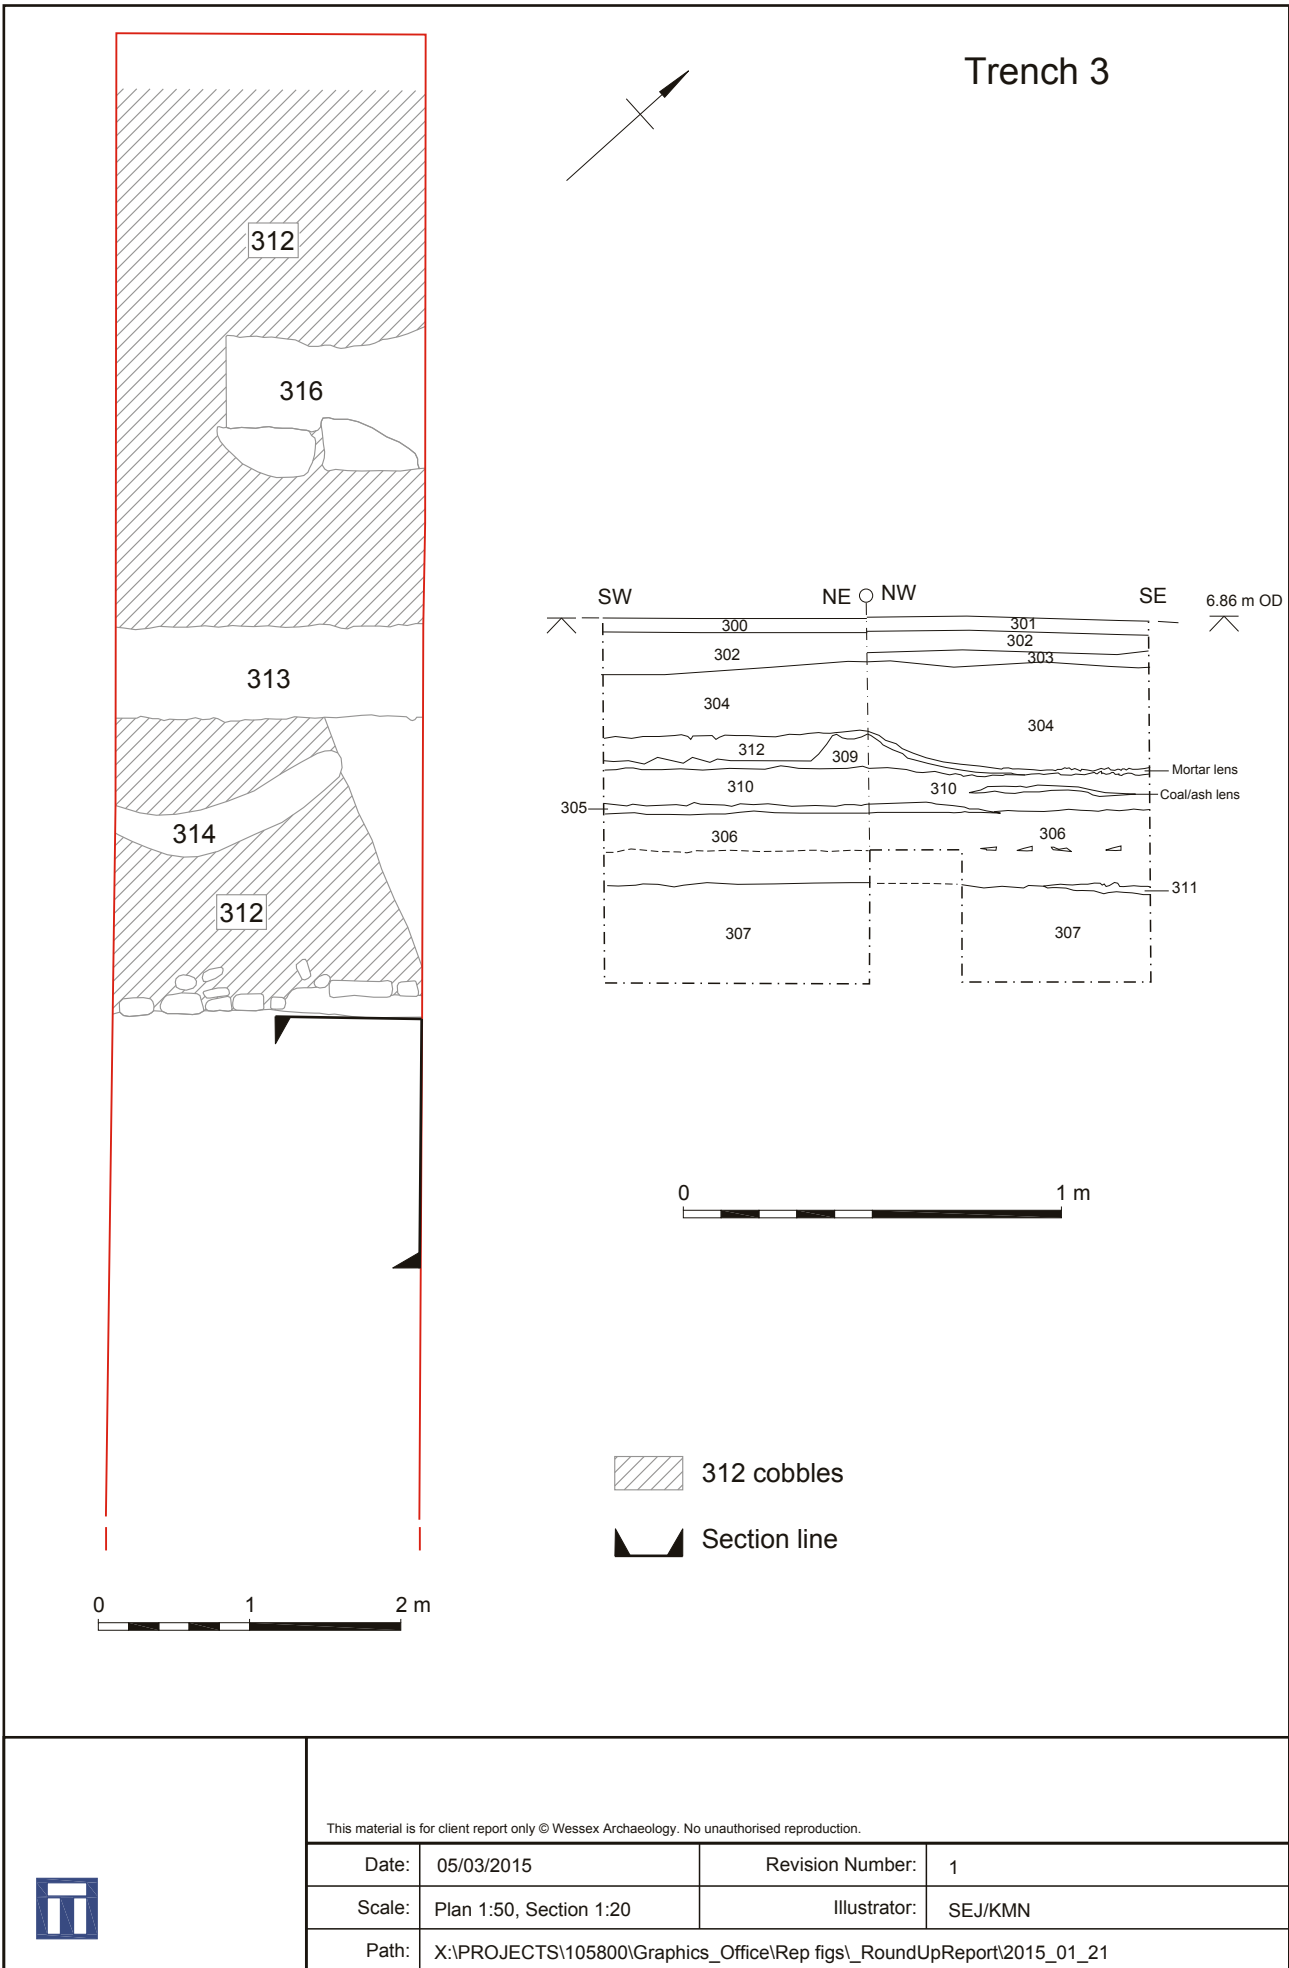 Trench 3
312
316
313
314
312
SW NE NW SE 6.86 m OD
300 301
302 302
303
304 304
312 309
Mortar lens
310 310
Coal/ash lens
305
306 306
311
307 307
0 1 m
312 cobbles
Section line
0 1 2 m
This material is for client report only © Wessex Archaeology. No unauthorised reproduction.
Date: 05/03/2015 Revision Number: 1
Scale: Plan 1:50, Section 1:20 Illustrator: SEJ/KMN
Path: X:\PROJECTS\105800\Graphics_Office\Rep figs\_RoundUpReport\2015_01_21